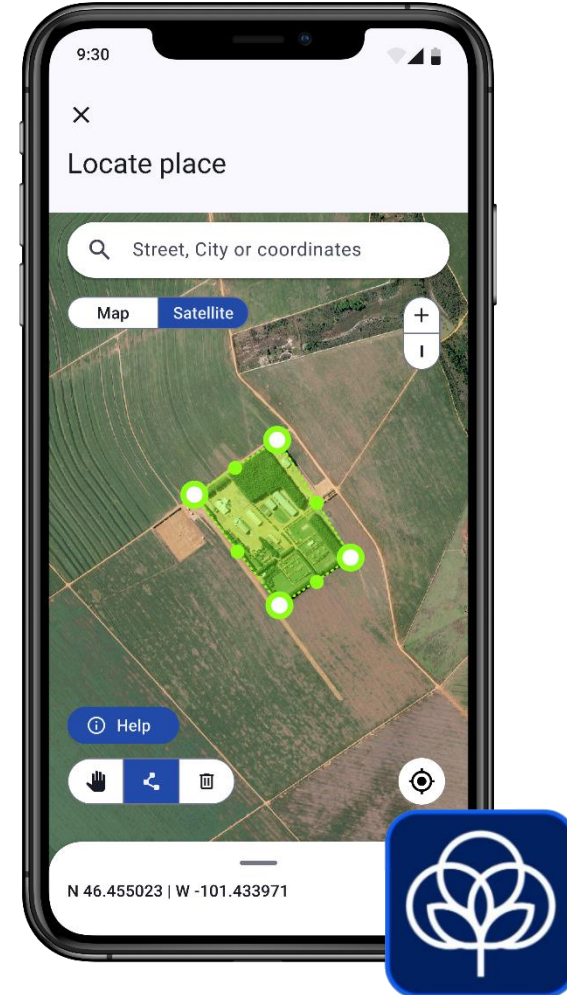 9:30
Locate place
Street, City or coordinates
Map Satellite
Help
N 46.455023 | W -101.433971